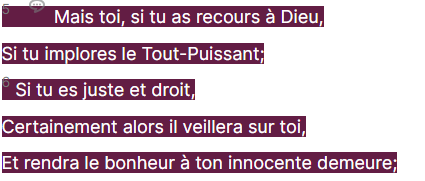 5 Mais toi, si tu as recours à Dieu,
Si tu implores le Tout-Puissant;
6 Si tu es juste et droit,
Certainement alors il veillera sur toi,
Et rendra le bonheur à ton innocente demeure;